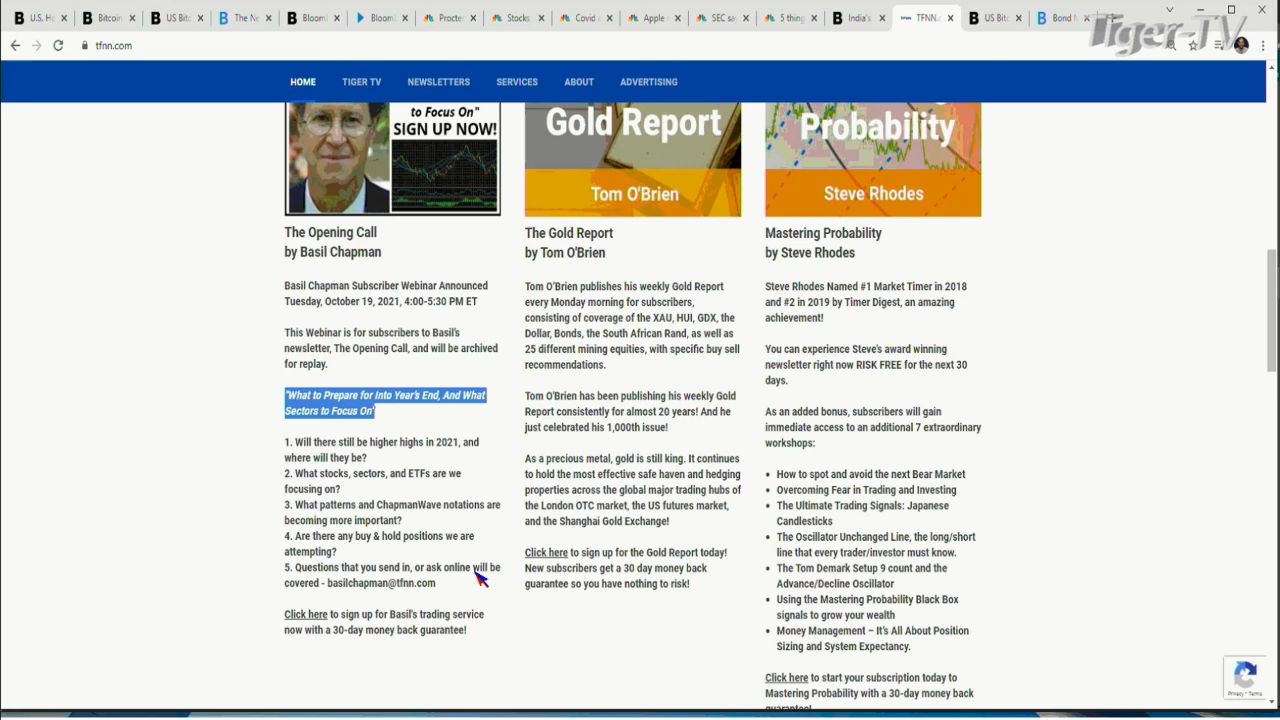 U.S. Ho
Bitcoin
US Bitc
The Ne
Bloomb
Bloomb
Procte
Stocks
Covid a
Apple s
SEC say
5 thing
India's
TFNN.c
US Bitc
Bond M
Tiger-TV
tfnn.com
HOME TIGER TV NEWSLETTERS SERVICES ABOUT ADVERTISING
to Focus On"
SIGN UP NOW!
The Opening Call
by Basil Chapman
Basil Chapman Subscriber Webinar Announced
Tuesday, October 19, 2021, 4:00-5:30 PM ET
This Webinar is for subscribers to Basil's
newsletter, The Opening Call, and will be archived
for replay.
"What to Prepare for Into Year's End, And What
Sectors to Focus On"
1. Will there still be higher highs in 2021, and
where will they be?
2. What stocks, sectors, and ETFs are we
focusing on?
3. What patterns and ChapmanWave notations are
becoming more important?
4. Are there any buy & hold positions we are
attempting?
5. Questions that you send in, or ask online will be
covered - basilchapman@tfnn.com
Click here to sign up for Basil's trading service
now with a 30-day money back guarantee!
Gold Report
Tom O'Brien
The Gold Report
by Tom O'Brien
Tom O'Brien publishes his weekly Gold Report
every Monday morning for subscribers,
consisting of coverage of the XAU, HUI, GDX, the
Dollar, Bonds, the South African Rand, as well as
25 different mining equities, with specific buy sell
recommendations.
Tom O'Brien has been publishing his weekly Gold
Report consistently for almost 20 years! And he
just celebrated his 1,000th issue!
As a precious metal, gold is still king. It continues
to hold the most effective safe haven and hedging
properties across the global major trading hubs of
the London OTC market, the US futures market,
and the Shanghai Gold Exchange!
Click here to sign up for the Gold Report today!
New subscribers get a 30 day money back
guarantee so you have nothing to risk!
Probability
Steve Rhodes
Mastering Probability
by Steve Rhodes
Steve Rhodes Named #1 Market Timer in 2018
and #2 in 2019 by Timer Digest, an amazing
achievement!
You can experience Steve's award winning
newsletter right now RISK FREE for the next 30
days.
As an added bonus, subscribers will gain
immediate access to an additional 7 extraordinary
workshops:
• How to spot and avoid the next Bear Market
• Overcoming Fear in Trading and Investing
• The Ultimate Trading Signals: Japanese
Candlesticks
• The Oscillator Unchanged Line, the long/short
line that every trader/investor must know.
• The Tom Demark Setup 9 count and the
Advance/Decline Oscillator
• Using the Mastering Probability Black Box
signals to grow your wealth
• Money Management – It's All About Position
Sizing and System Expectancy.
Click here to start your subscription today to
Mastering Probability with a 30-day money back
guarantee!
Privacy - Terms